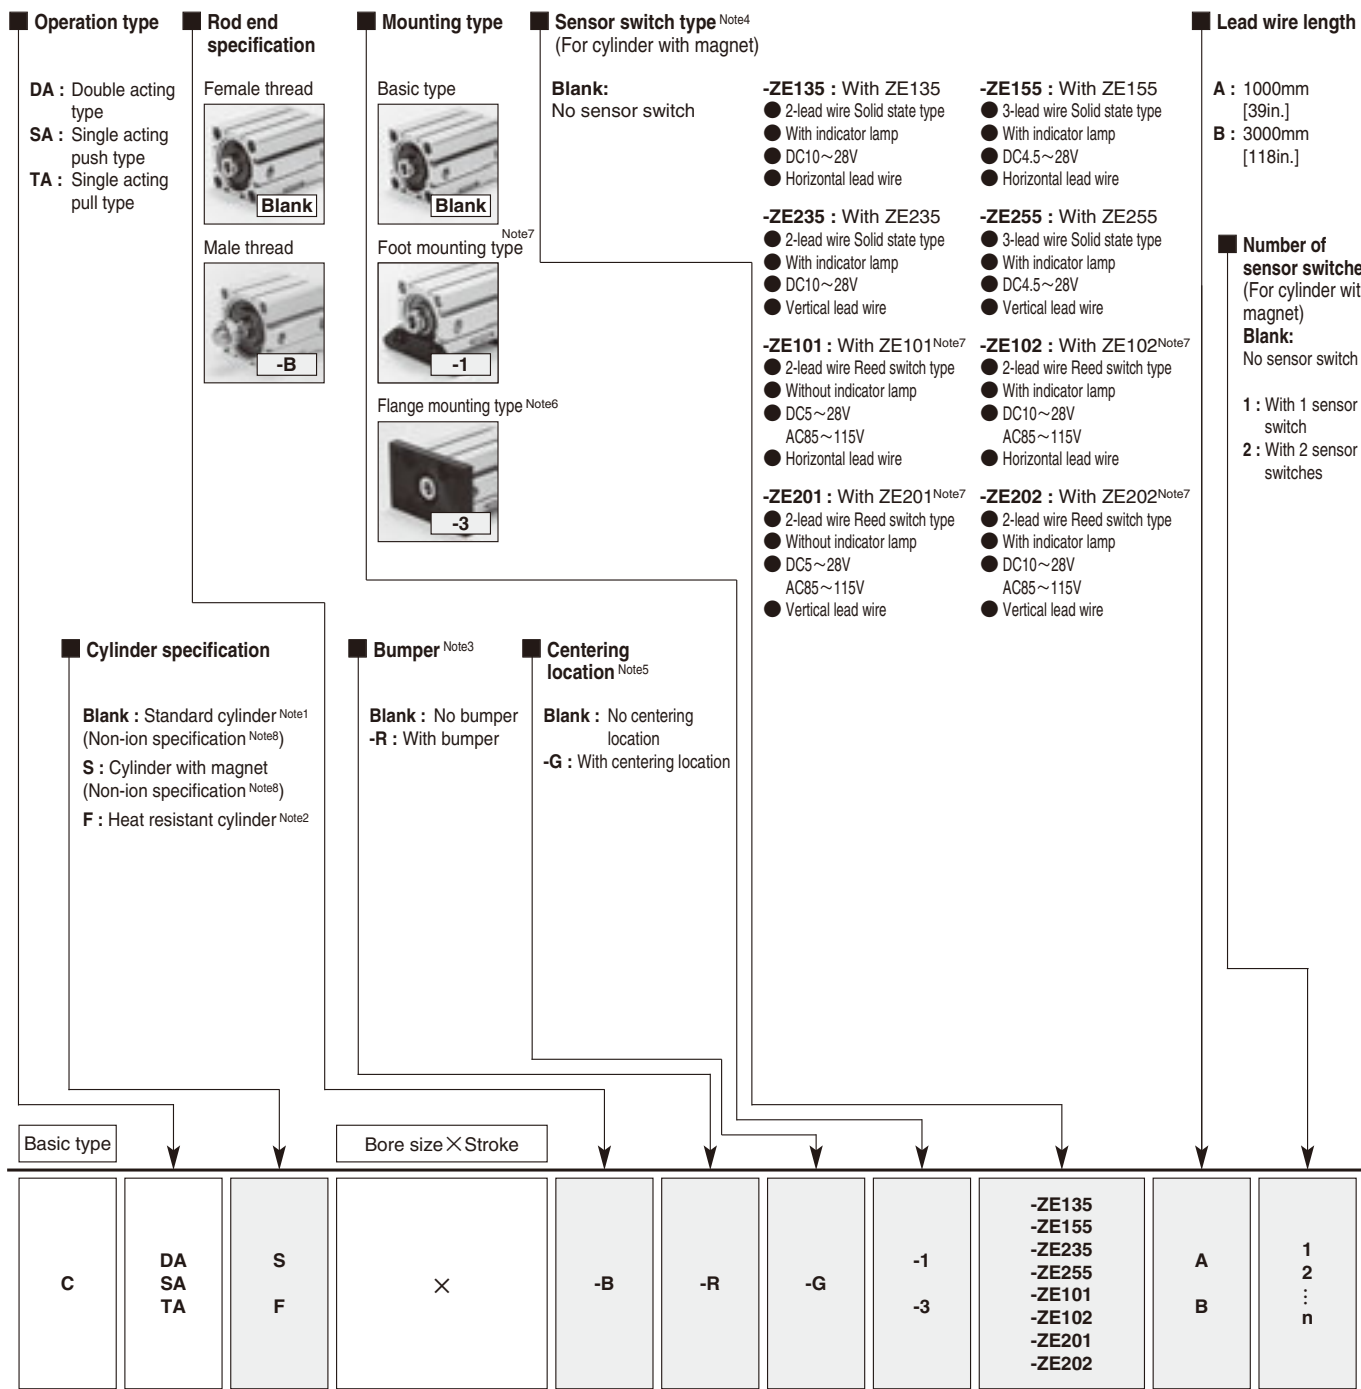 ■ Operation type
DA : Double acting
type
SA : Single acting
push type
TA : Single acting
pull type
■ Rod end
specification
Female thread
Blank
Male thread
-B
■ Mounting type
Basic type
Blank
Foot mounting type Note7
-1
Flange mounting type Note6
-3
■ Sensor switch type Note4
(For cylinder with magnet)
Blank:
No sensor switch
-ZE135 : With ZE135
● 2-lead wire Solid state type
● With indicator lamp
● DC10～28V
● Horizontal lead wire
-ZE155 : With ZE155
● 3-lead wire Solid state type
● With indicator lamp
● DC4.5～28V
● Horizontal lead wire
-ZE235 : With ZE235
● 2-lead wire Solid state type
● With indicator lamp
● DC10～28V
● Vertical lead wire
-ZE255 : With ZE255
● 3-lead wire Solid state type
● With indicator lamp
● DC4.5～28V
● Vertical lead wire
-ZE101 : With ZE101 Note7
● 2-lead wire Reed switch type
● Without indicator lamp
● DC5～28V
AC85～115V
● Horizontal lead wire
-ZE102 : With ZE102 Note7
● 2-lead wire Reed switch type
● With indicator lamp
● DC10～28V
AC85～115V
● Horizontal lead wire
-ZE201 : With ZE201 Note7
● 2-lead wire Reed switch type
● Without indicator lamp
● DC5～28V
AC85～115V
● Vertical lead wire
-ZE202 : With ZE202 Note7
● 2-lead wire Reed switch type
● With indicator lamp
● DC10～28V
AC85～115V
● Vertical lead wire
■ Lead wire length
A : 1000mm
[39in.]
B : 3000mm
[118in.]
■ Number of
sensor switche
(For cylinder wit
magnet)
Blank:
No sensor switch
1 : With 1 sensor
switch
2 : With 2 sensor
switches
■ Cylinder specification
Blank : Standard cylinder Note1
(Non-ion specification Note8)
S : Cylinder with magnet
(Non-ion specification Note8)
F : Heat resistant cylinder Note2
■ Bumper Note3
Blank : No bumper
-R : With bumper
■ Centering
location Note5
Blank : No centering
location
-G : With centering location
Basic type
Bore size×Stroke
C
DA
SA
TA
S
F
×
-B
-R
-G
-1
-3
-ZE135
-ZE155
-ZE235
-ZE255
-ZE101
-ZE102
-ZE201
-ZE202
A
B
1
2
⋮
n